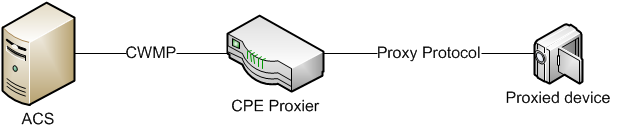 CWMP
Proxy Protocol
ACS
CPE Proxier
Proxied device